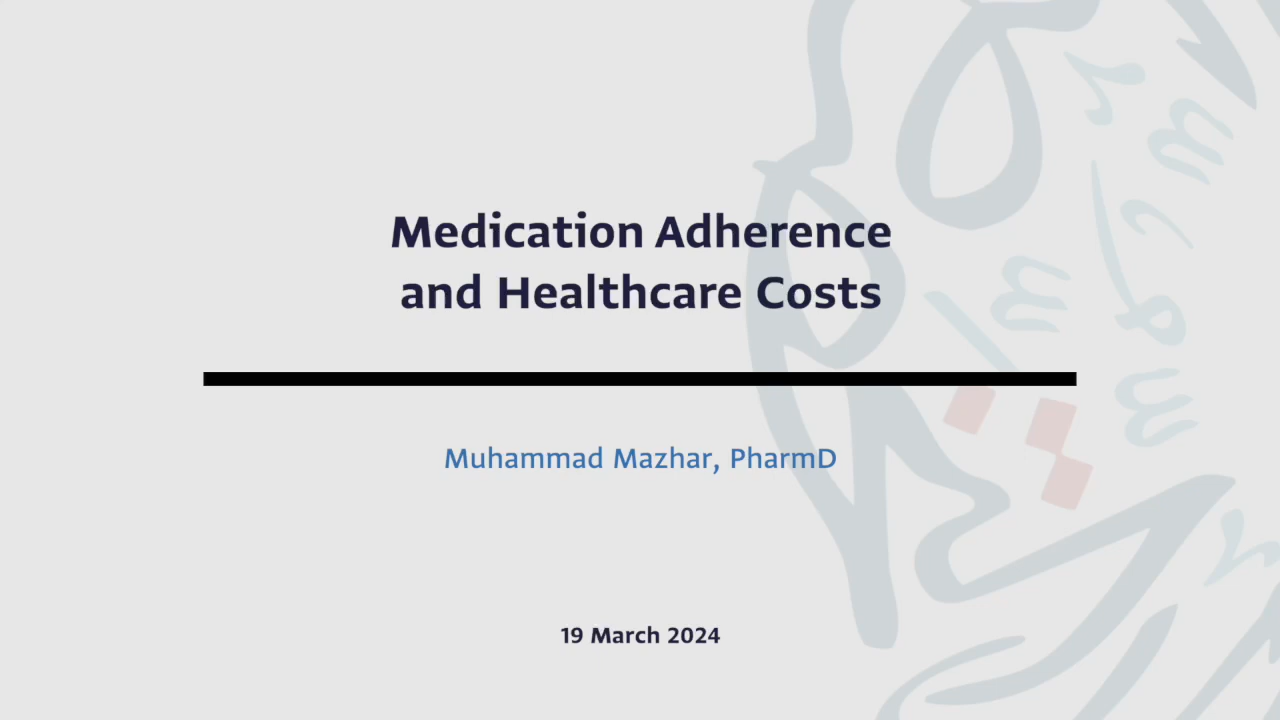 Medication Adherence
and Healthcare Costs
Muhammad Mazhar, PharmD
19 March 2024